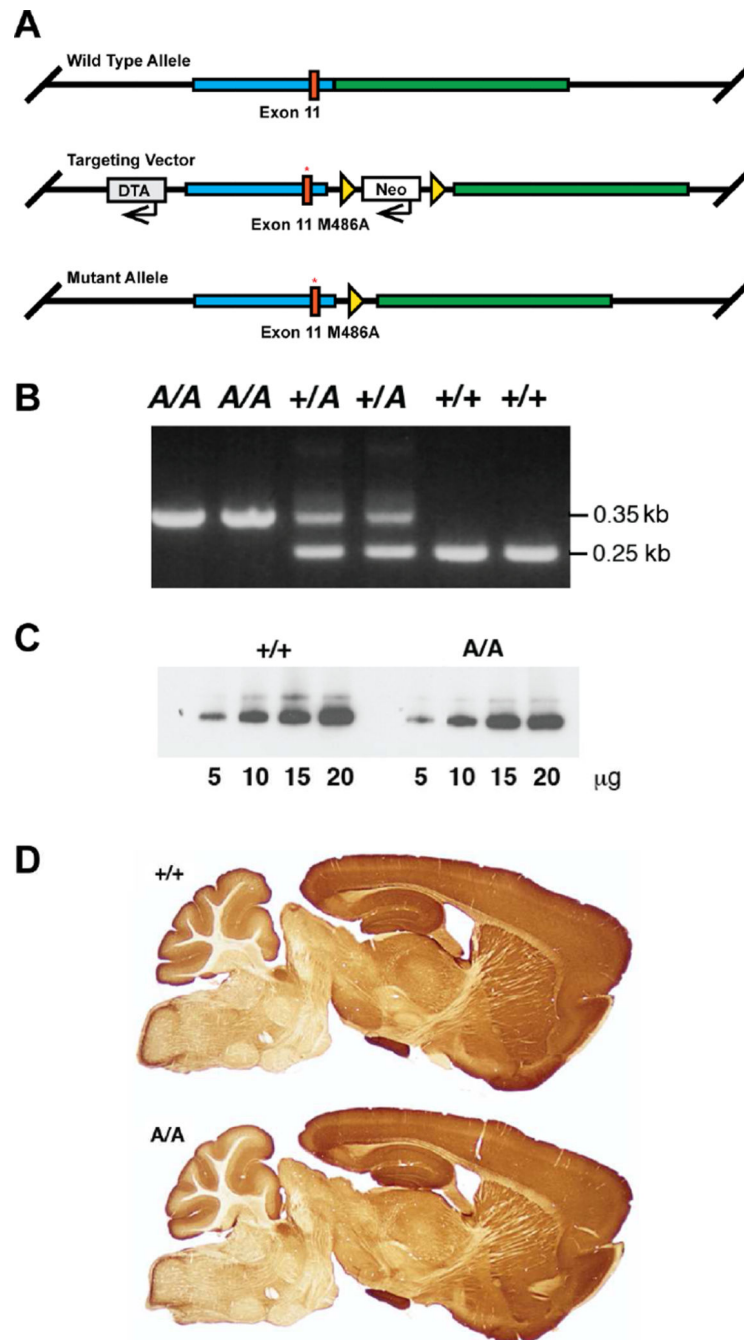 A
Wild Type Allele
Exon 11
Targeting Vector
*
DTA
Neo
Exon 11 M486A
Mutant Allele
*
Exon 11 M486A
B
A/A A/A +/A +/A +/+ +/+
0.35 kb
0.25 kb
C
+/+ A/A
5 10 15 20 5 10 15 20 μg
D
+/+
A/A